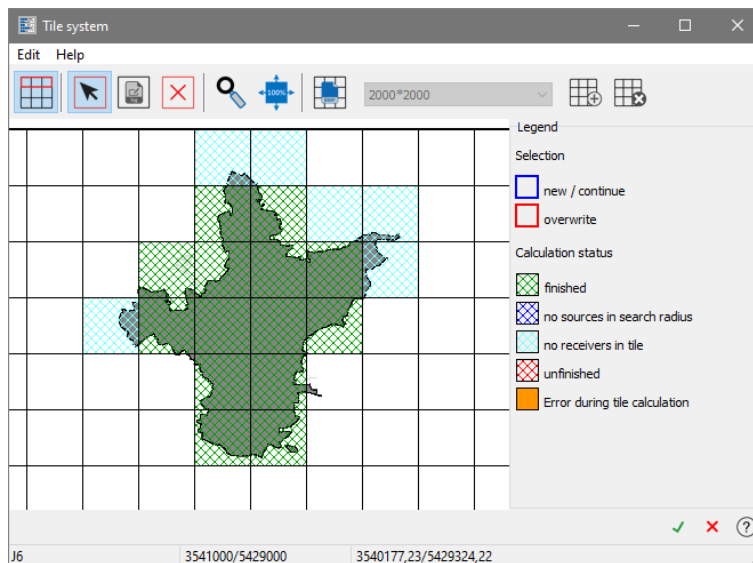 Tile system
Edit Help
100%
2000*2000
Legend
Selection
new / continue
overwrite
Calculation status
finished
no sources in search radius
no receivers in tile
unfinished
Error during tile calculation
J6 3541000/5429000 3540177,23/5429324,22